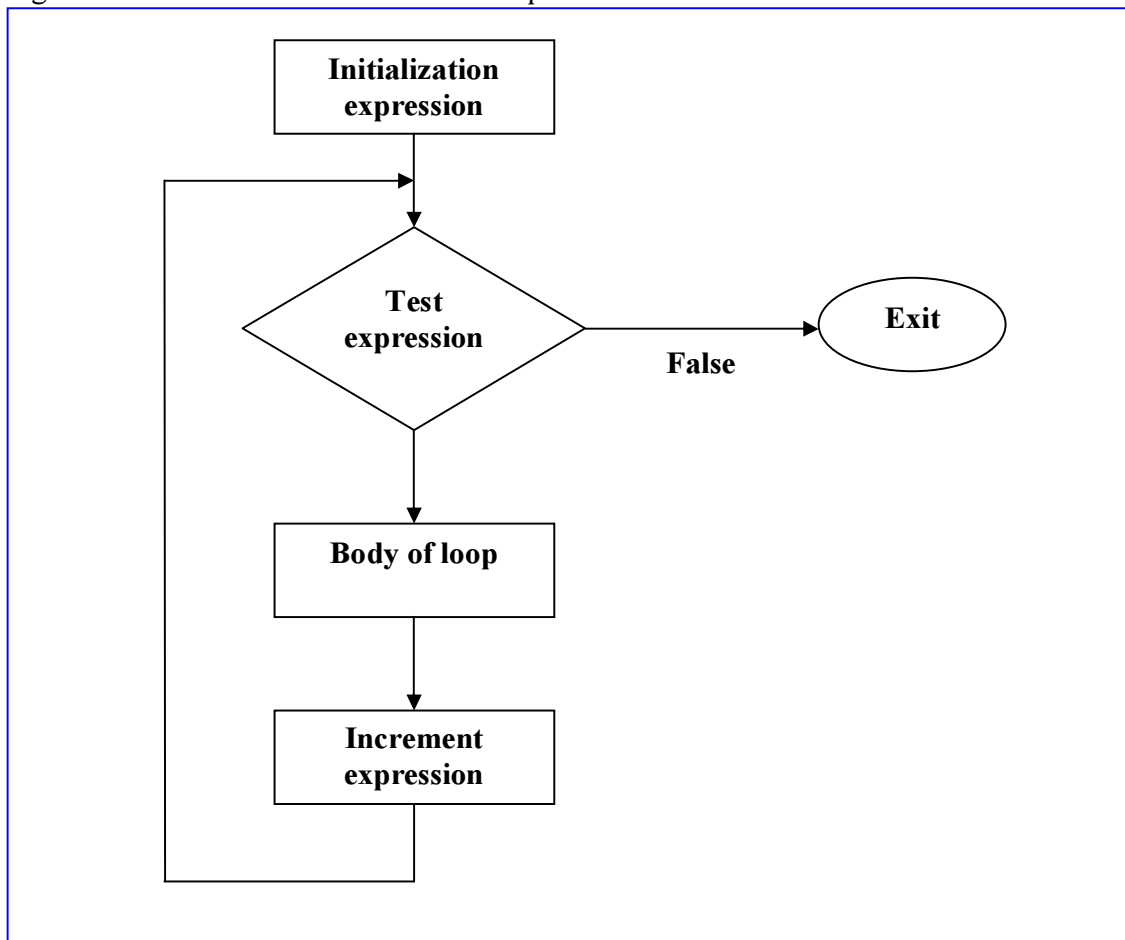 Initialization
expression
Test
expression
Exit
False
Body of loop
Increment
expression